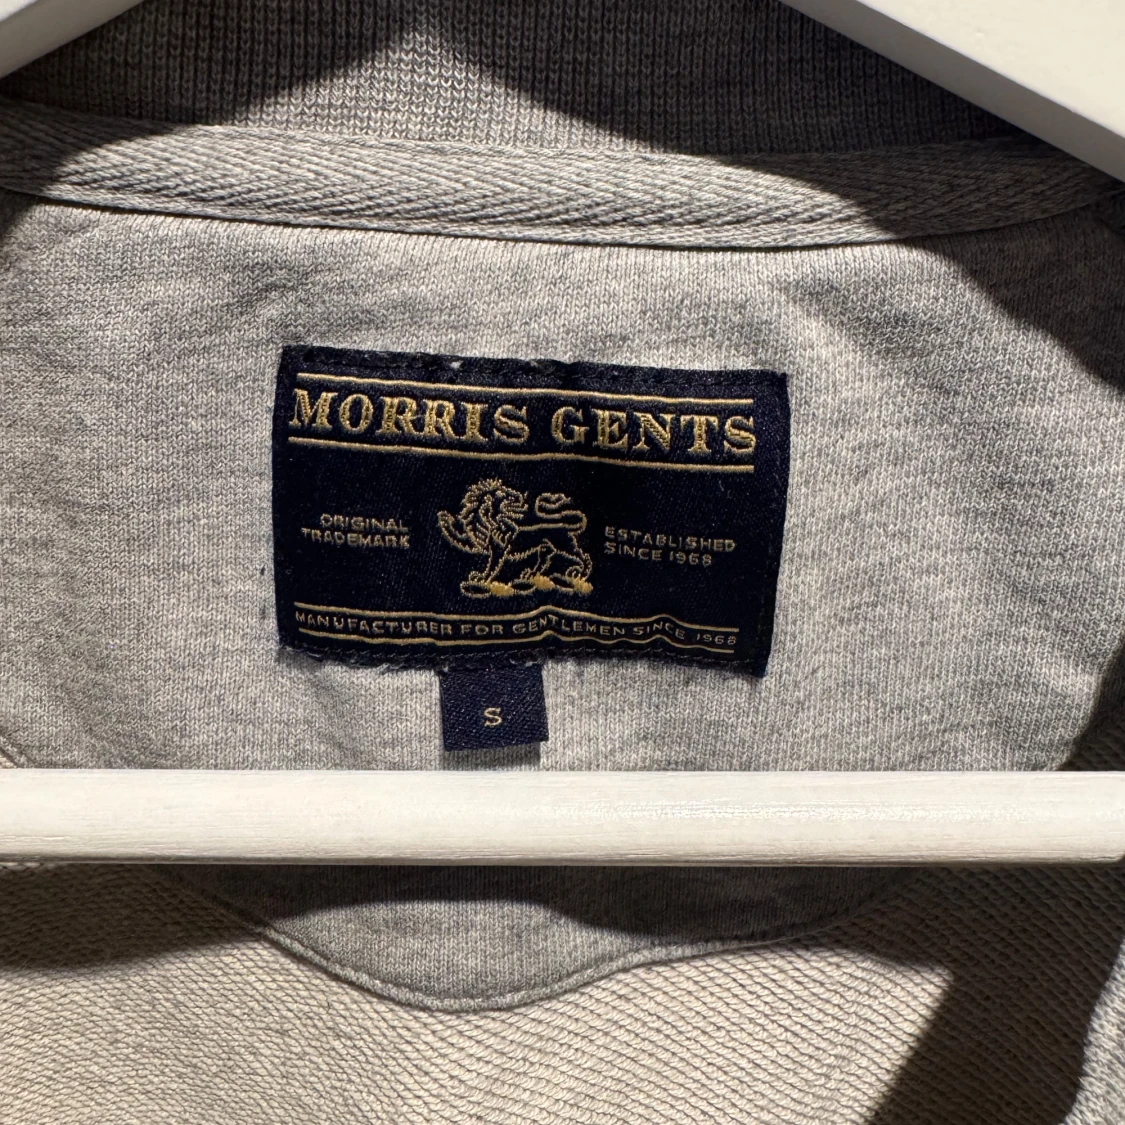 MORRIS GENTS
ORIGINAL
TRADEMARK
ESTABLISHED
SINCE 1968
MANUFACTURER FOR GENTLEMEN SINCE 1968
S